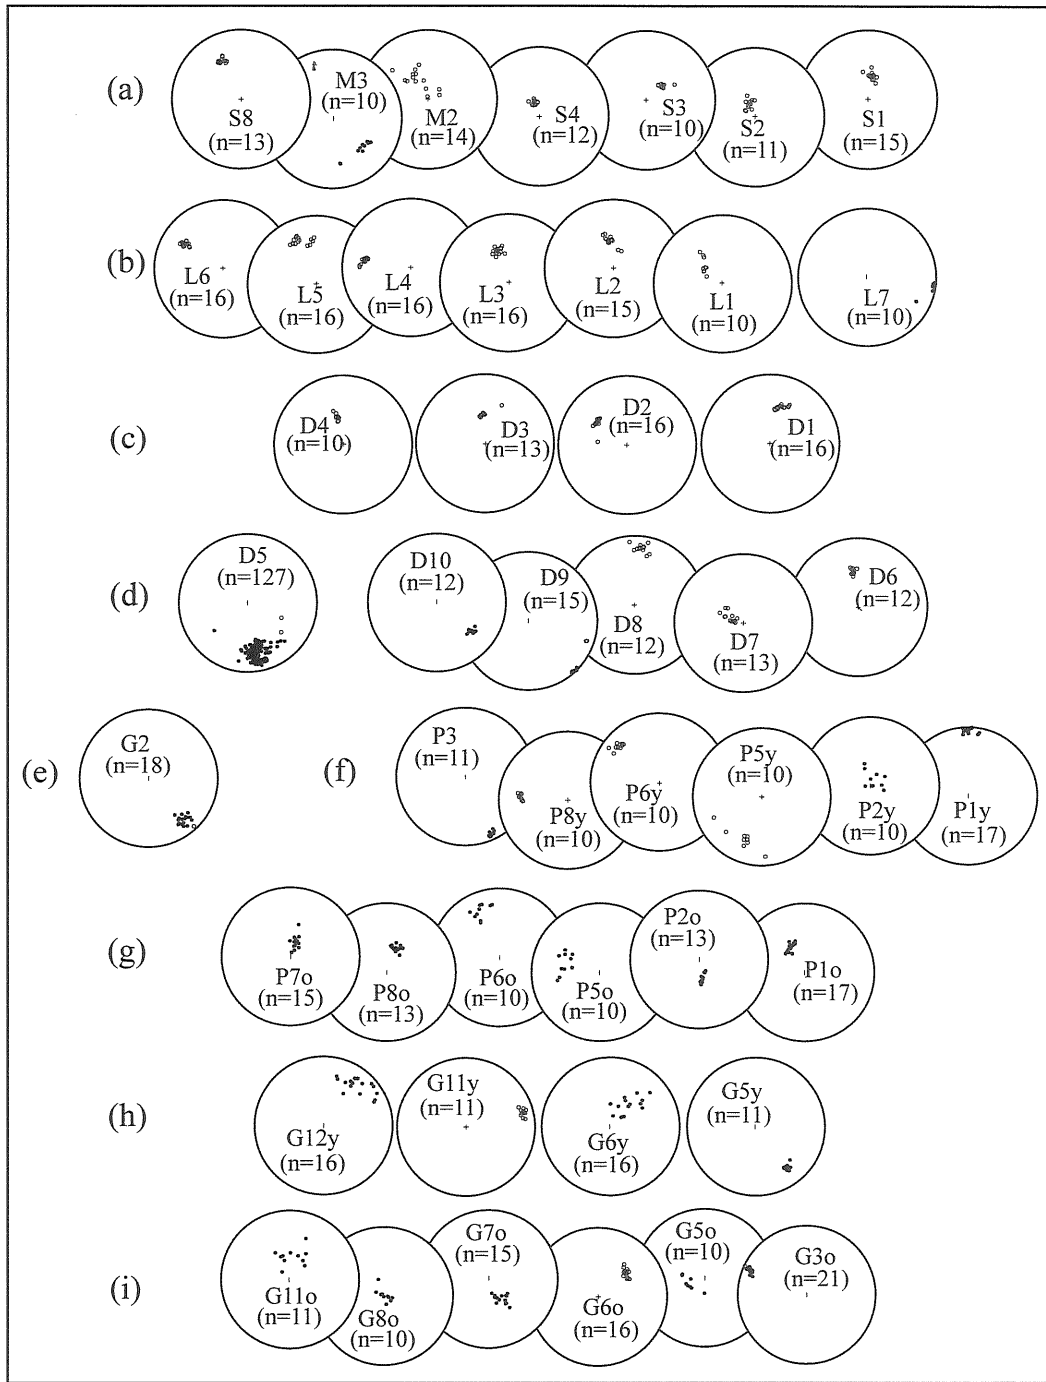 (a)
S8
(n=13)
M3
(n=10)
M2
(n=14)
S4
(n=12)
S3
(n=10)
S2
(n=11)
S1
(n=15)
(b)
L6
(n=16)
L5
(n=16)
L4
(n=16)
L3
(n=16)
L2
(n=15)
L1
(n=10)
L7
(n=10)
(c)
D4
(n=10)
D3
(n=13)
D2
(n=16)
D1
(n=16)
(d)
D5
(n=127)
D10
(n=12)
D9
(n=15)
D8
(n=12)
D7
(n=13)
D6
(n=12)
(e)
G2
(n=18)
(f)
P3
(n=11)
P8y
(n=10)
P6y
(n=10)
P5y
(n=10)
P2y
(n=10)
P1y
(n=17)
(g)
P7o
(n=15)
P8o
(n=13)
P6o
(n=10)
P5o
(n=10)
P2o
(n=13)
P1o
(n=17)
(h)
G12y
(n=16)
G11y
(n=11)
G6y
(n=16)
G5y
(n=11)
(i)
G11o
(n=11)
G8o
(n=10)
G7o
(n=15)
G6o
(n=16)
G5o
(n=10)
G3o
(n=21)